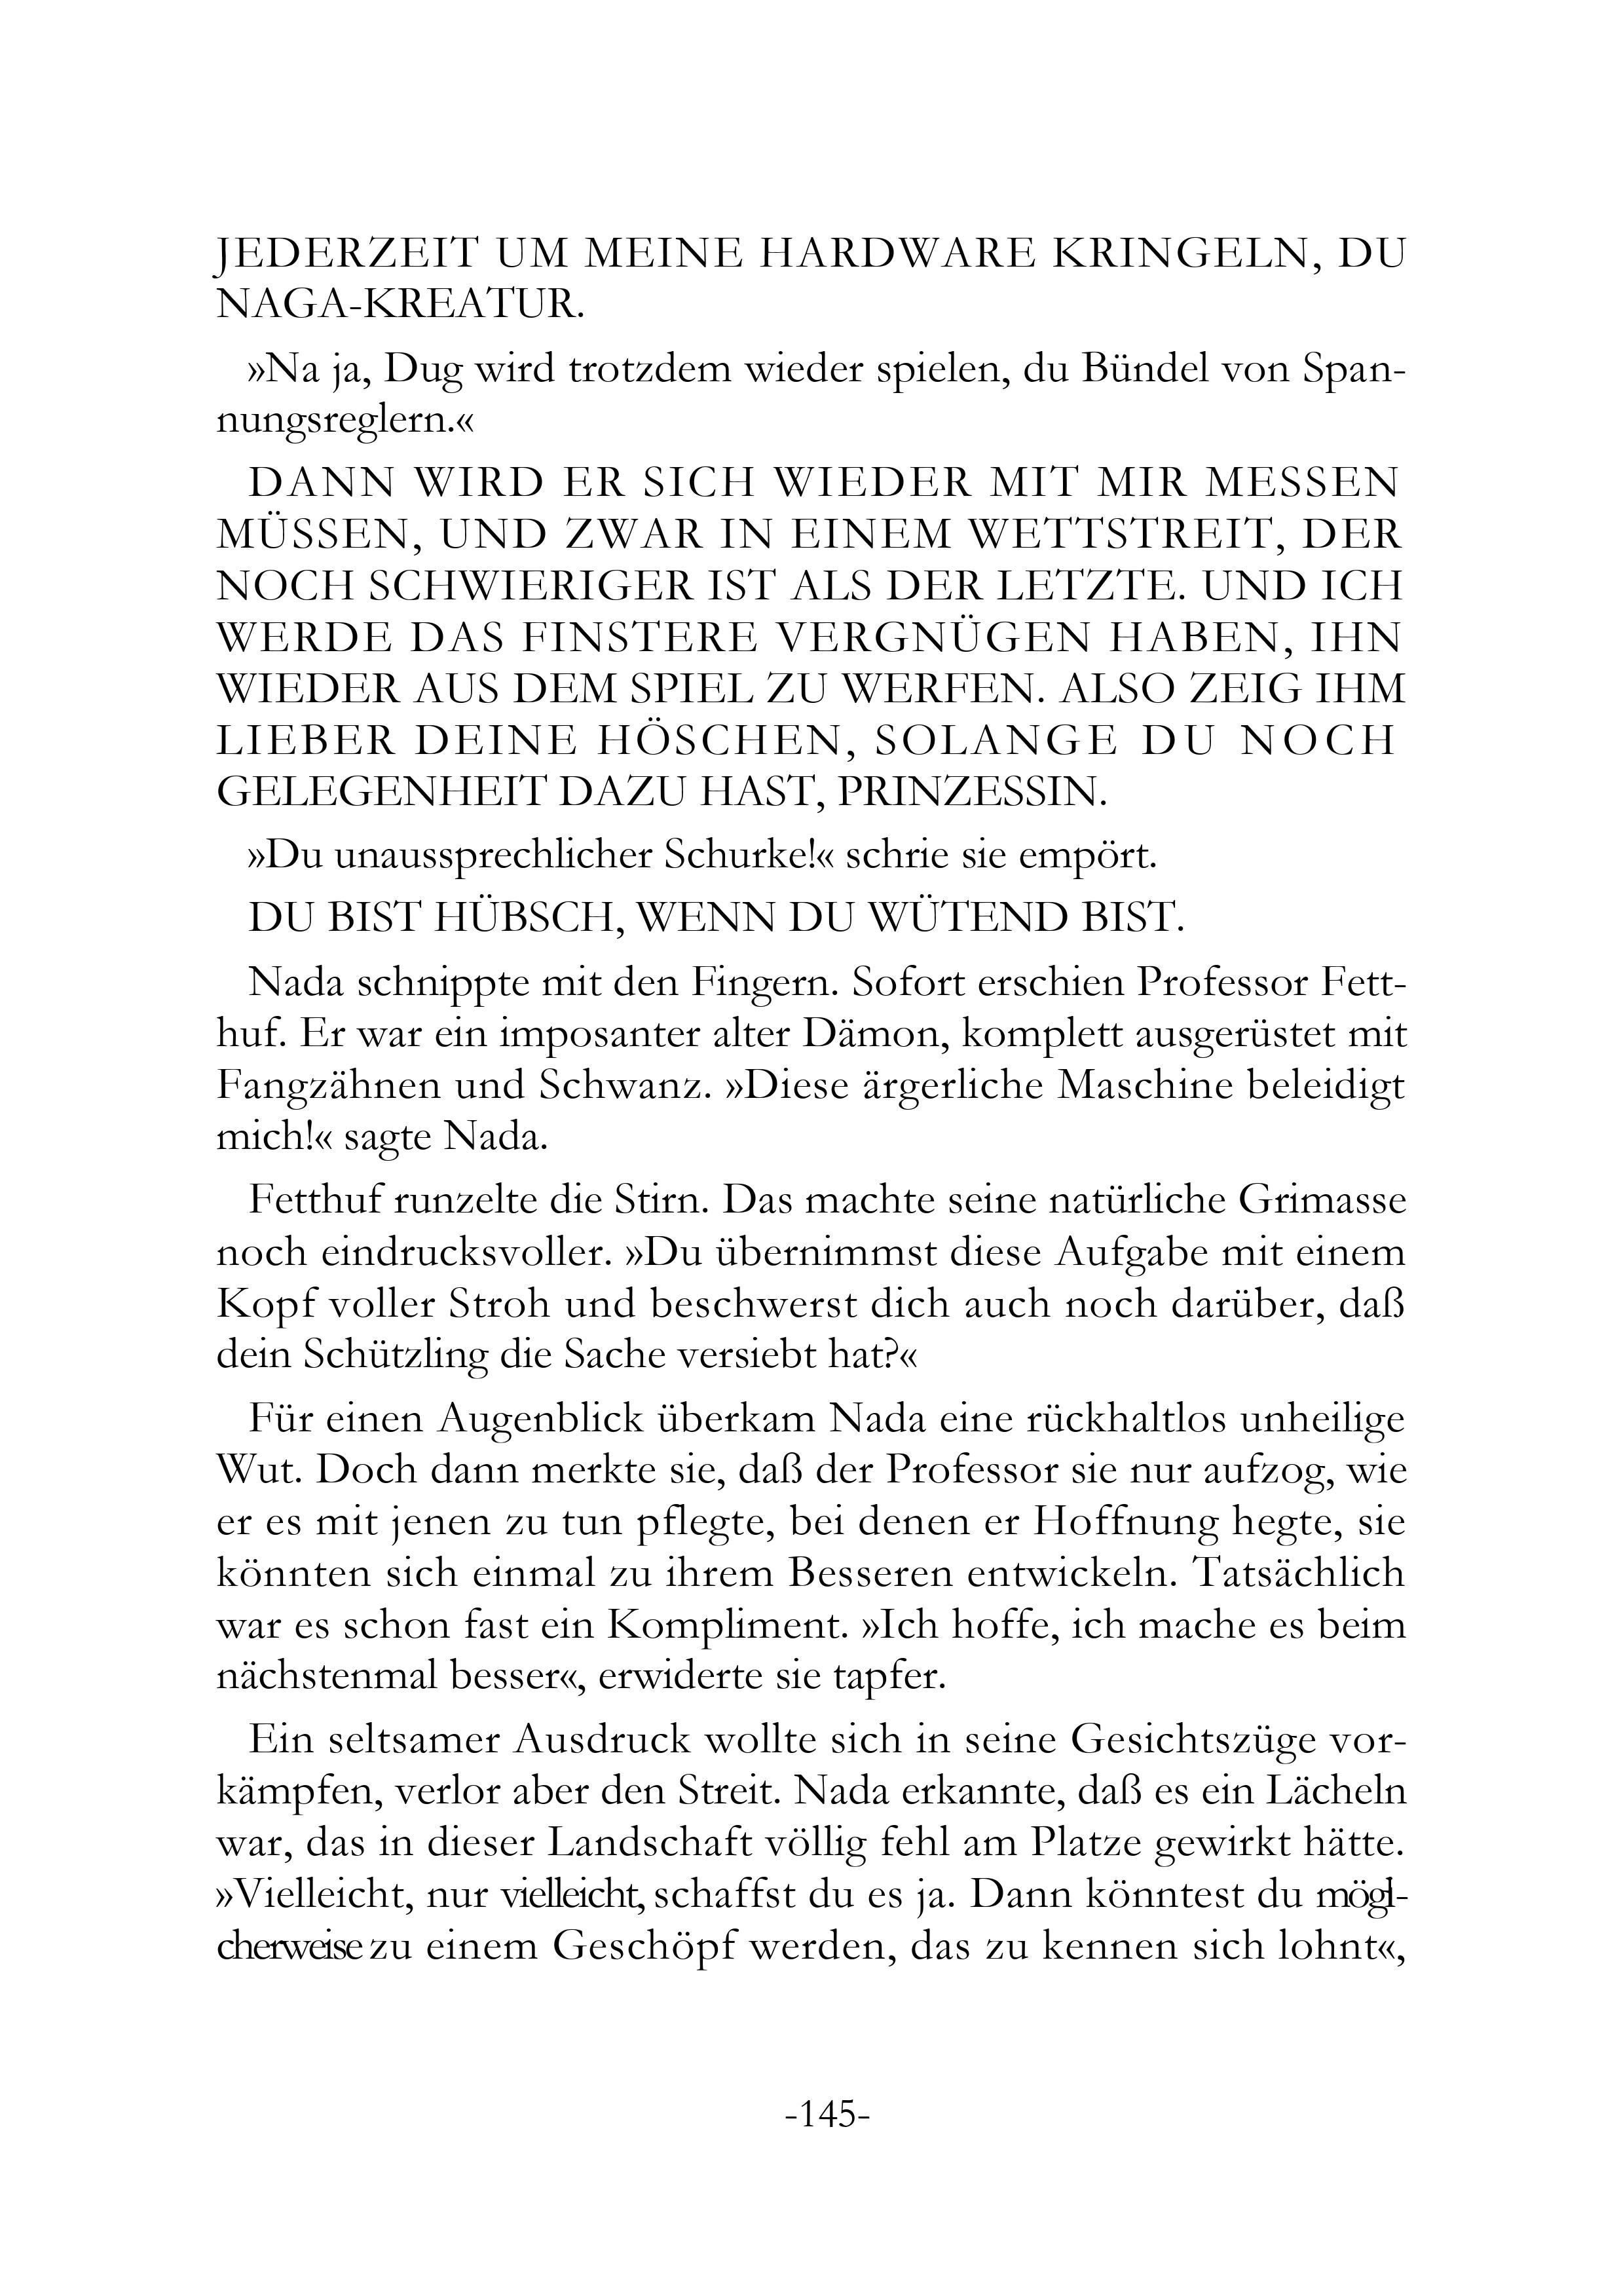 JEDERZEIT UM MEINE HARDWARE KRINGELN, DU
NAGA-KREATUR.
»Na ja, Dug wird trotzdem wieder spielen, du Bündel von Span-
nungsreglern.«
DANN WIRD ER SICH WIEDER MIT MIR MESSEN
MÜSSEN, UND ZWAR IN EINEM WETTSTREIT, DER
NOCH SCHWIERIGER IST ALS DER LETZTE. UND ICH
WERDE DAS FINSTERE VERGNÜGEN HABEN, IHN
WIEDER AUS DEM SPIEL ZU WERFEN. ALSO ZEIG IHM
LIEBER DEINE HÖSCHEN, SOLANGE DU NOCH
GELEGENHEIT DAZU HAST, PRINZESSIN.
»Du unaussprechlicher Schurke!« schrie sie empört.
DU BIST HÜBSCH, WENN DU WÜTEND BIST.
Nada schnippte mit den Fingern. Sofort erschien Professor Fett-
huf. Er war ein imposanter alter Dämon, komplett ausgerüstet mit
Fangzähnen und Schwanz. »Diese ärgerliche Maschine beleidigt
mich!« sagte Nada.
Fetthuf runzelte die Stirn. Das machte seine natürliche Grimasse
noch eindrucksvoller. »Du übernimmst diese Aufgabe mit einem
Kopf voller Stroh und beschwerst dich auch noch darüber, daß
dein Schützling die Sache versiebt hat?«
Für einen Augenblick überkam Nada eine rückhaltlos unheilige
Wut. Doch dann merkte sie, daß der Professor sie nur aufzog, wie
er es mit jenen zu tun pflegte, bei denen er Hoffnung hegte, sie
könnten sich einmal zu ihrem Besseren entwickeln. Tatsächlich
war es schon fast ein Kompliment. »Ich hoffe, ich mache es beim
nächstenmal besser«, erwiderte sie tapfer.
Ein seltsamer Ausdruck wollte sich in seine Gesichtszüge vor-
kämpfen, verlor aber den Streit. Nada erkannte, daß es ein Lächeln
war, das in dieser Landschaft völlig fehl am Platze gewirkt hätte.
»Vielleicht, nur vielleicht, schaffst du es ja. Dann könntest du mögli-
cherweise zu einem Geschöpf werden, das zu kennen sich lohnt«,
-145-